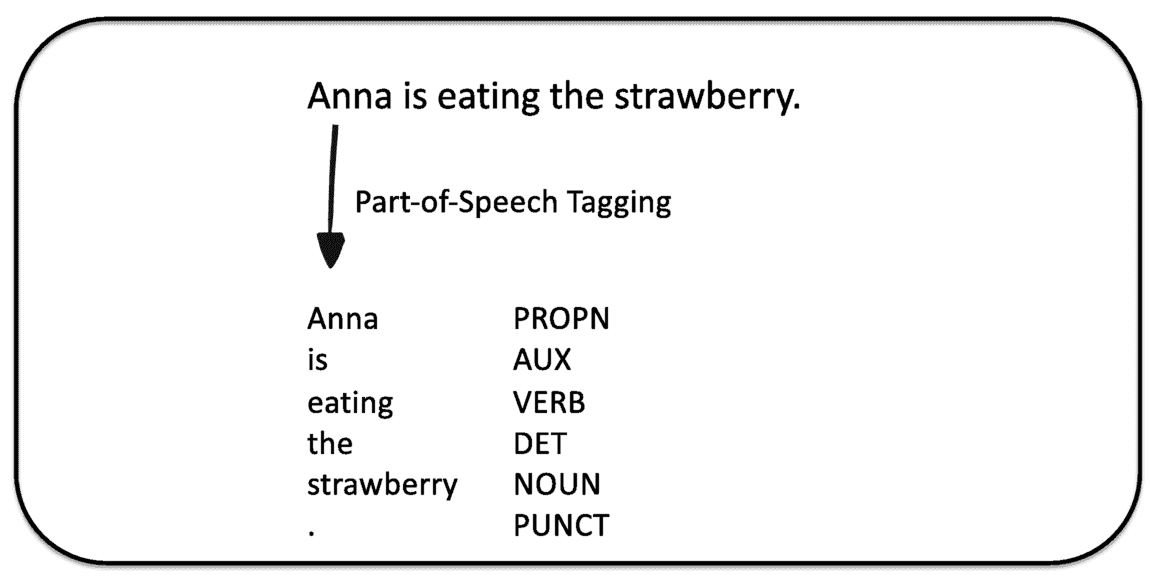 Anna is eating the strawberry.
Part-of-Speech Tagging
Anna PROPN
is AUX
eating VERB
the DET
strawberry NOUN
. PUNCT